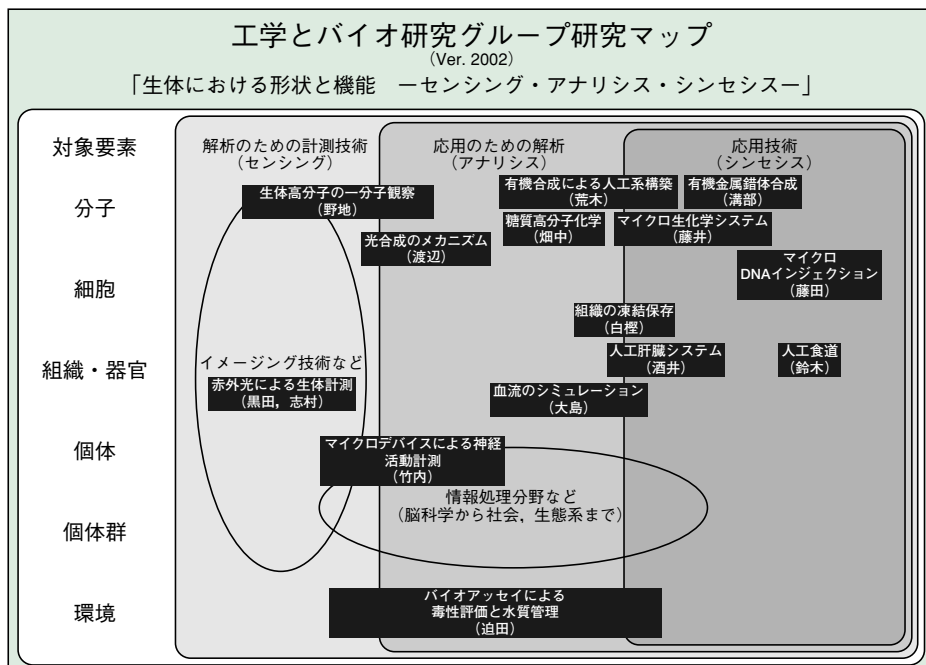 工学とバイオ研究グループ研究マップ
（Ver. 2002）
「生体における形状と機能　ーセンシング・アナリシス・シンセシスー」
対象要素
解析のための計測技術
（センシング）
応用のための解析
（アナリシス）
応用技術
（シンセシス）
分子
生体高分子の一分子観察
（野地）
有機合成による人工系構築
（荒木）
有機金属錯体合成
（溝部）
糖質高分子化学
（畑中）
マイクロ生化学システム
（藤井）
光合成のメカニズム
（渡辺）
マイクロ
DNAインジェクション
（藤田）
細胞
組織の凍結保存
（白樫）
組織・器官
イメージング技術など
人工肝臓システム
（酒井）
人工食道
（鈴木）
赤外光による生体計測
（黒田，志村）
血流のシミュレーション
（大島）
個体
マイクロデバイスによる神経
活動計測
（竹内）
情報処理分野など
（脳科学から社会，生態系まで）
個体群
環境
バイオアッセイによる
毒性評価と水質管理
（迫田）